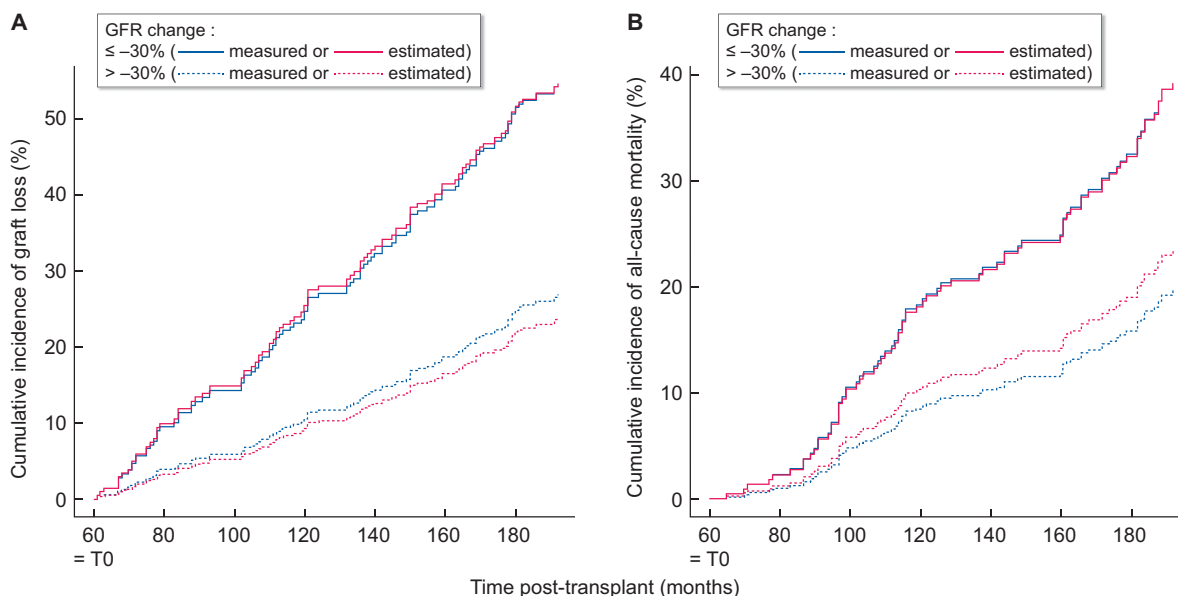 A
GFR change :
≤ –30% ( measured or estimated)
> –30% ( measured or estimated)
Cumulative incidence of graft loss (%)
50
40
30
20
10
0
60 80 100 120 140 160 180
= T0
B
GFR change :
≤ –30% ( measured or estimated)
> –30% ( measured or estimated)
Cumulative incidence of all-cause mortality (%)
40
30
20
10
0
60 80 100 120 140 160 180
= T0
Time post-transplant (months)